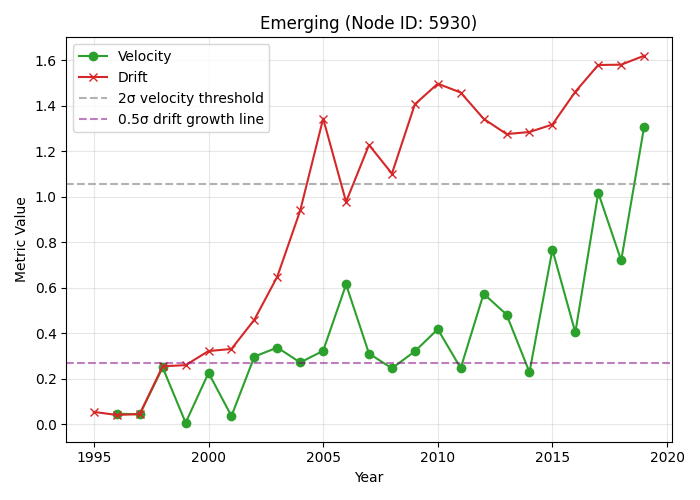 Emerging (Node ID: 5930)
Velocity
Drift
2σ velocity threshold
0.5σ drift growth line
Metric Value
1.6
1.4
1.2
1.0
0.8
0.6
0.4
0.2
0.0
1995 2000 2005 2010 2015 2020
Year